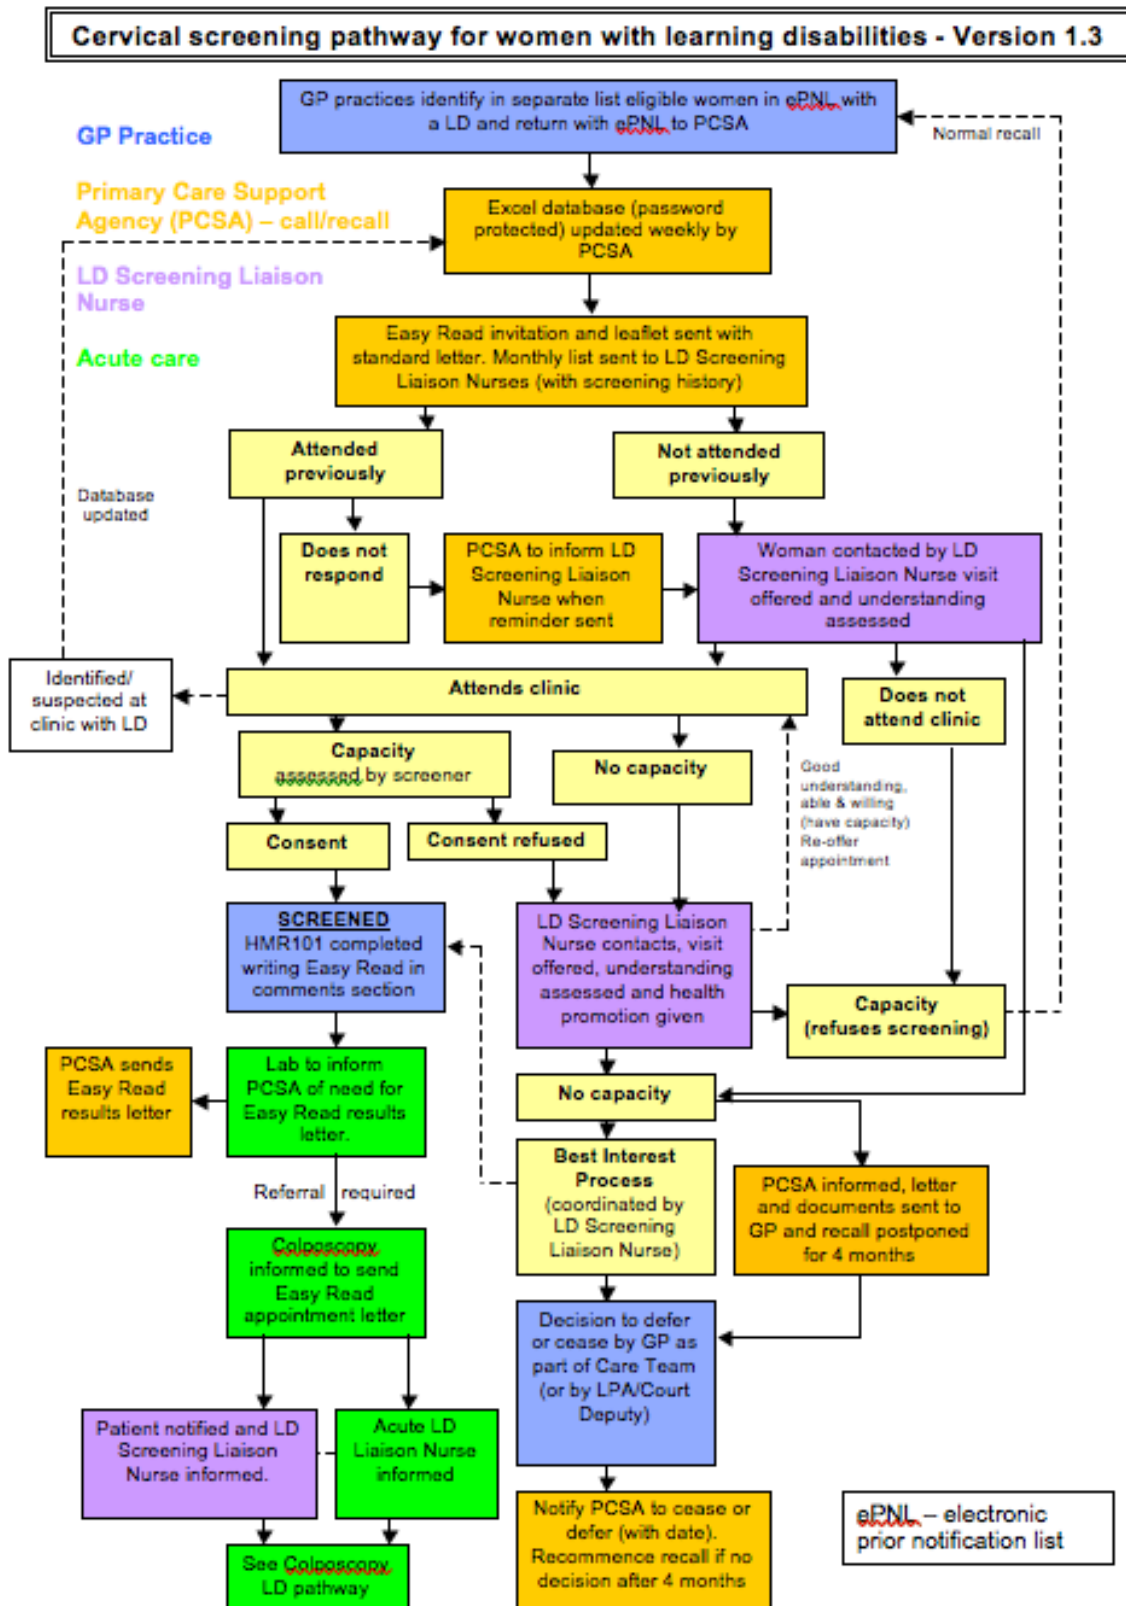 Cervical screening pathway for women with learning disabilities - Version 1.3
GP practices identify in separate list eligible women in ePNL with
a LD and return with ePNL to PCSA
GP Practice
Normal recall
Primary Care Support
Agency (PCSA) – call/recall
Excel database (password
protected) updated weekly by
PCSA
LD Screening Liaison
Nurse
Acute care
Easy Read invitation and leaflet sent with
standard letter. Monthly list sent to LD Screening
Liaison Nurses (with screening history)
Attended
previously
Not attended
previously
Database
updated
Does not
respond
PCSA to inform LD
Screening Liaison
Nurse when
reminder sent
Woman contacted by LD
Screening Liaison Nurse visit
offered and understanding
assessed
Identified/
suspected at
clinic with LD
Attends clinic
Does not
attend clinic
Capacity
assessed by screener
No capacity
Good
understanding,
able & willing
(have capacity)
Re-offer
appointment
Consent
Consent refused
SCREENED
HMR101 completed
writing Easy Read in
comments section
LD Screening Liaison
Nurse contacts, visit
offered, understanding
assessed and health
promotion given
Capacity
(refuses screening)
PCSA sends
Easy Read
results letter
Lab to inform
PCSA of need for
Easy Read results
letter.
No capacity
Best Interest
Process
(coordinated by
LD Screening
Liaison Nurse)
PCSA informed, letter
and documents sent to
GP and recall postponed
for 4 months
Referral required
Colposcopy
informed to send
Easy Read
appointment letter
Decision to defer
or cease by GP as
part of Care Team
(or by LPA/Court
Deputy)
Patient notified and LD
Screening Liaison
Nurse informed.
Acute LD
Liaison Nurse
informed
Notify PCSA to cease or
defer (with date).
Recommence recall if no
decision after 4 months
ePNL – electronic
prior notification list
See Colposcopy
LD pathway